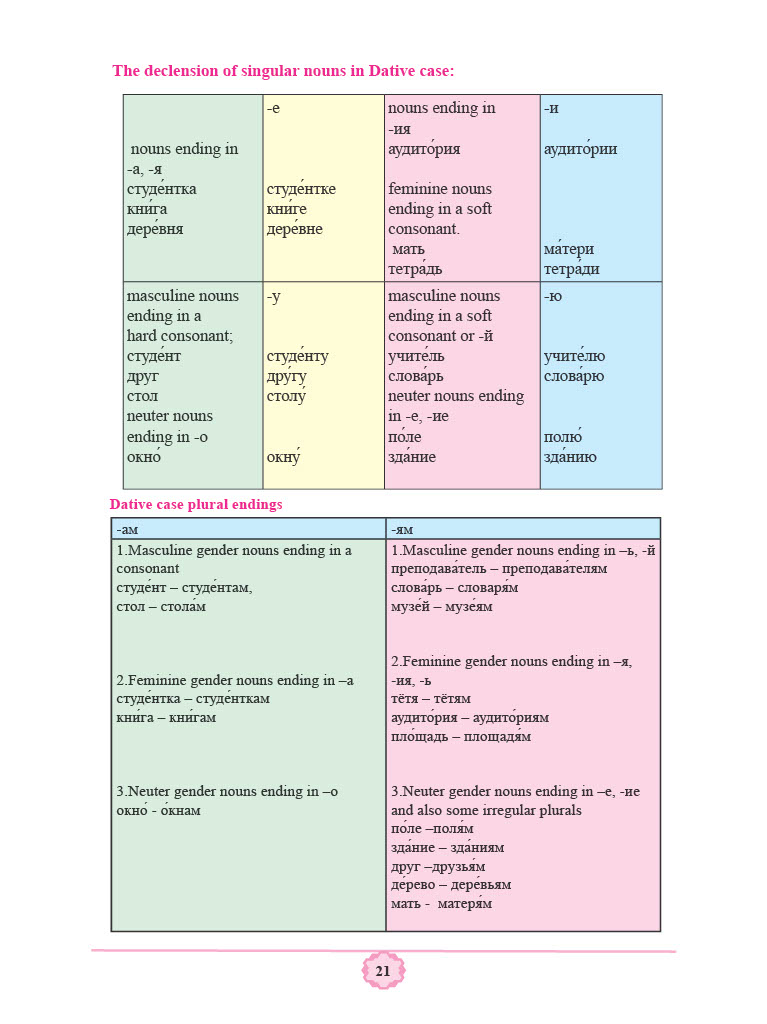 The declension of singular nouns in Dative case:
nouns ending in
-а, -я
студе́нтка
кни́га
дере́вня
-е
студе́нтке
кни́ге
дере́вне
nouns ending in
-ия
аудито́рия
feminine nouns
ending in a soft
consonant.
мать
тетра́дь
-и
аудито́рии
ма́тери
тетра́ди
masculine nouns
ending in a
hard consonant;
студе́нт
друг
стол
neuter nouns
ending in -о
окно́
-у
студе́нту
дру́гу
столу́
окну́
masculine nouns
ending in a soft
consonant or -й
учите́ль
слова́рь
neuter nouns ending
in -е, -ие
по́ле
зда́ние
-ю
учите́лю
слова́рю
полю́
зда́нию
Dative case plural endings
-ам
-ям
1.Masculine gender nouns ending in a
consonant
студе́нт – студе́нтам,
стол – стола́м
2.Feminine gender nouns ending in –а
студе́нтка – студе́нткам
кни́га – кни́гам
3.Neuter gender nouns ending in –о
окно́ - о́кнам
1.Masculine gender nouns ending in –ь, -й
преподава́тель – преподава́телям
слова́рь – словаря́м
музе́й – музе́ям
2.Feminine gender nouns ending in –я,
-ия, -ь
тётя – тётям
аудито́рия – аудито́риям
пло́щадь – площадя́м
3.Neuter gender nouns ending in –е, -ие
and also some irregular plurals
по́ле –поля́м
зда́ние – зда́ниям
друг –друзья́м
де́рево – дере́вьям
мать -  матеря́м
21